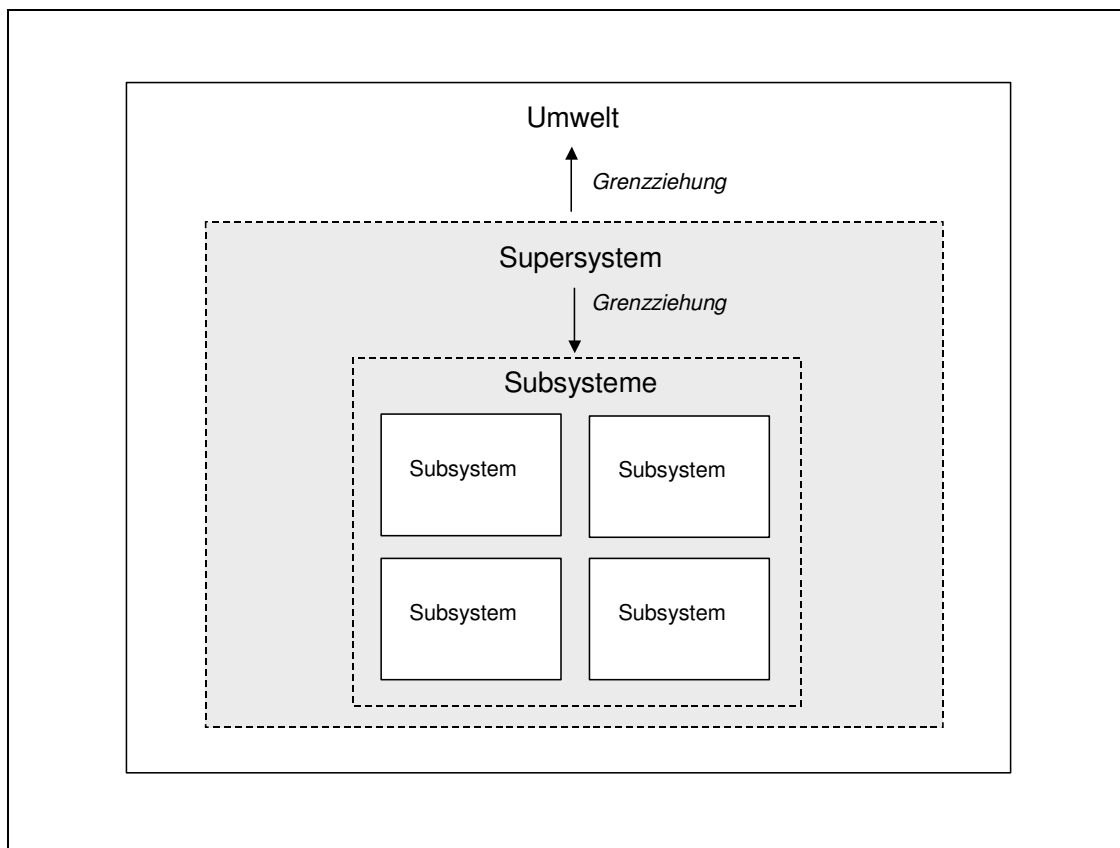 Umwelt
Grenzziehung
Supersystem
Grenzziehung
Subsysteme
Subsystem
Subsystem
Subsystem
Subsystem